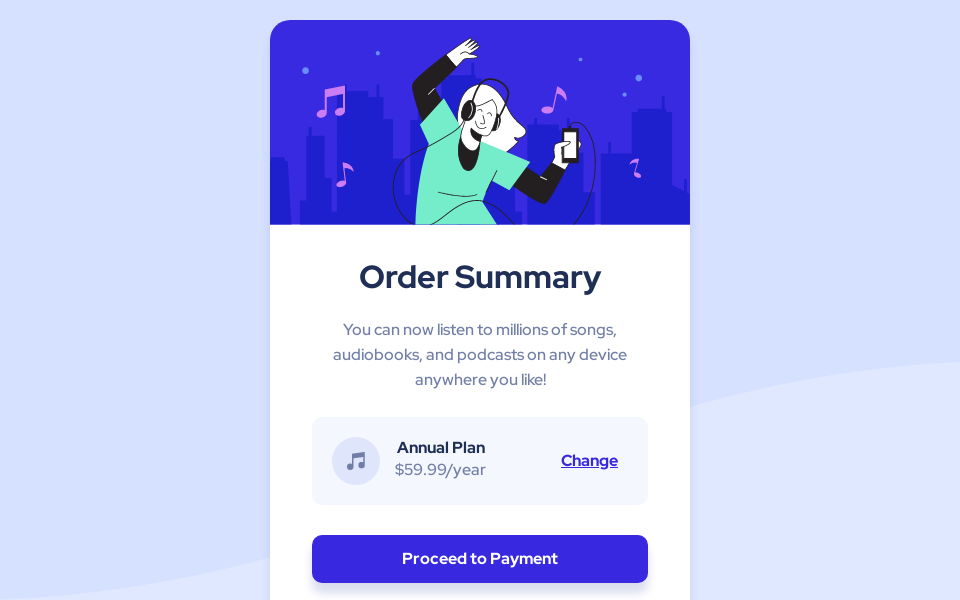 Order Summary
You can now listen to millions of songs,
audiobooks, and podcasts on any device
anywhere you like!
Annual Plan
$59.99/year
Change
Proceed to Payment